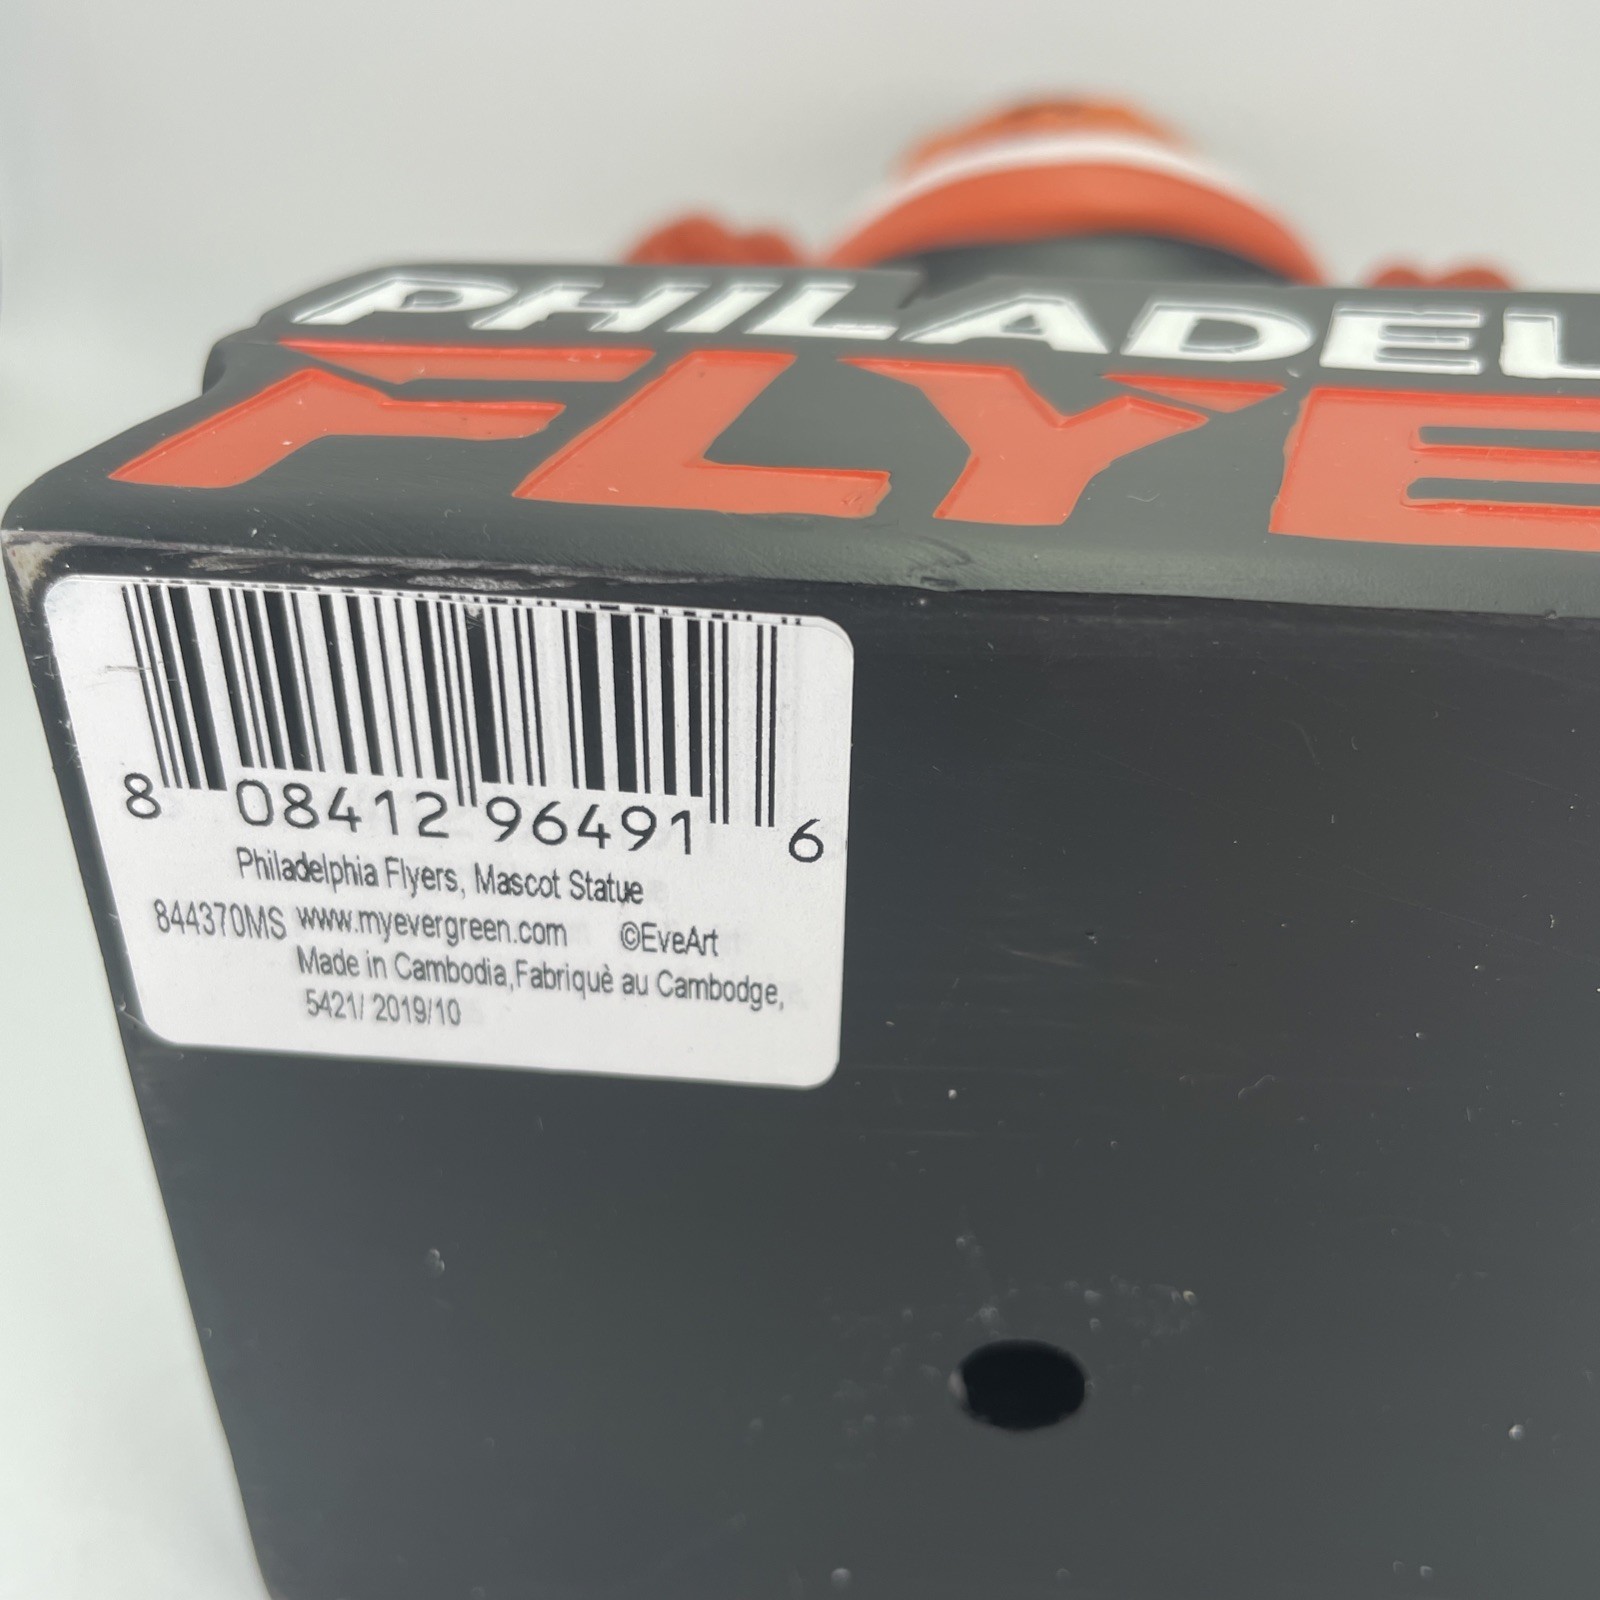 PHILADEL
FLYE
8 08412 96491 6
Philadelphia Flyers, Mascot Statue
844370MS www.myevergreen.com ©EveArt
Made in Cambodia,Fabriquè au Cambodge,
5421/ 2019/10